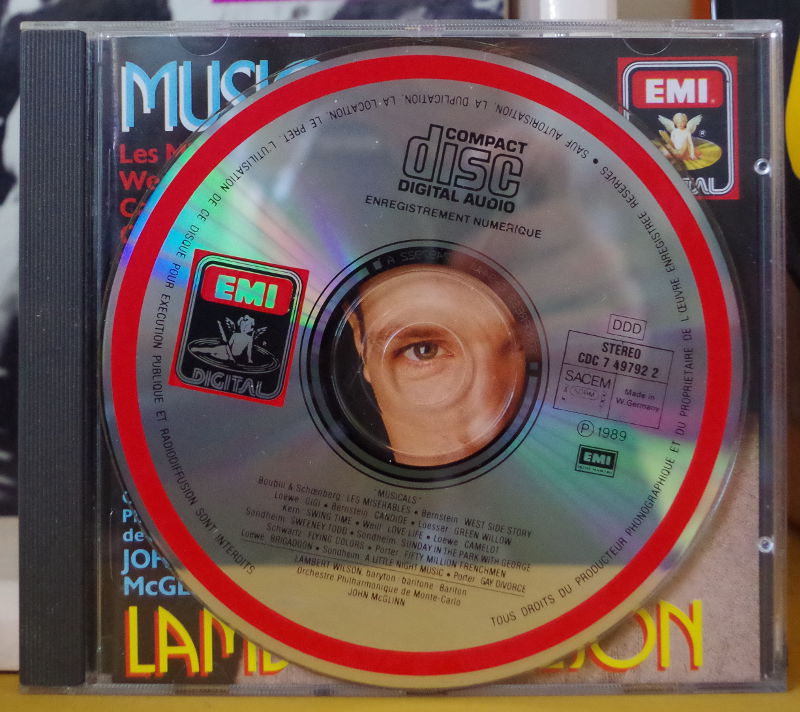 MUSIC
Les M
We
EMI
DIGITAL
COMPACT
disc
DIGITAL AUDIO
ENREGISTREMENT NUMERIQUE
TOUS DROITS DU PRODUCTEUR PHONOGRAPHIQUE ET DU PROPRIETAIRE DE L'ŒUVRE ENREGISTREE RESERVES • SAUF AUTORISATION, LA DUPLICATION, LA LOCATION, LE PRET, L'UTILISATION DE CE DISQUE POUR EXECUTION PUBLIQUE ET RADIODIFFUSION SONT INTERDITS
EMI
DIGITAL
DDD
STEREO
CDC 7 49792 2
SACEM
Made in
W.Germany
℗ 1989
EMI
MUSICALS
Boublil & Schœnberg: LES MISERABLES • Bernstein: WEST SIDE STORY
Loewe: GIGI • Bernstein: CANDIDE • Loesser: GREEN WILLOW
Kern: SWING TIME • Weill: LOVE LIFE • Loewe: CAMELOT
Sondheim: SWEENEY TODD • Sondheim: SUNDAY IN THE PARK WITH GEORGE
Schwartz: FLYING COLORS • Porter: FIFTY MILLION FRENCHMEN
Loewe: BRIGADOON • Sondheim: A LITTLE NIGHT MUSIC • Porter: GAY DIVORCE
LAMBERT WILSON, baryton · baritone · Bariton
Orchestre Philharmonique de Monte-Carlo
JOHN McGLINN
de
JOH
McGL
LAMB SON